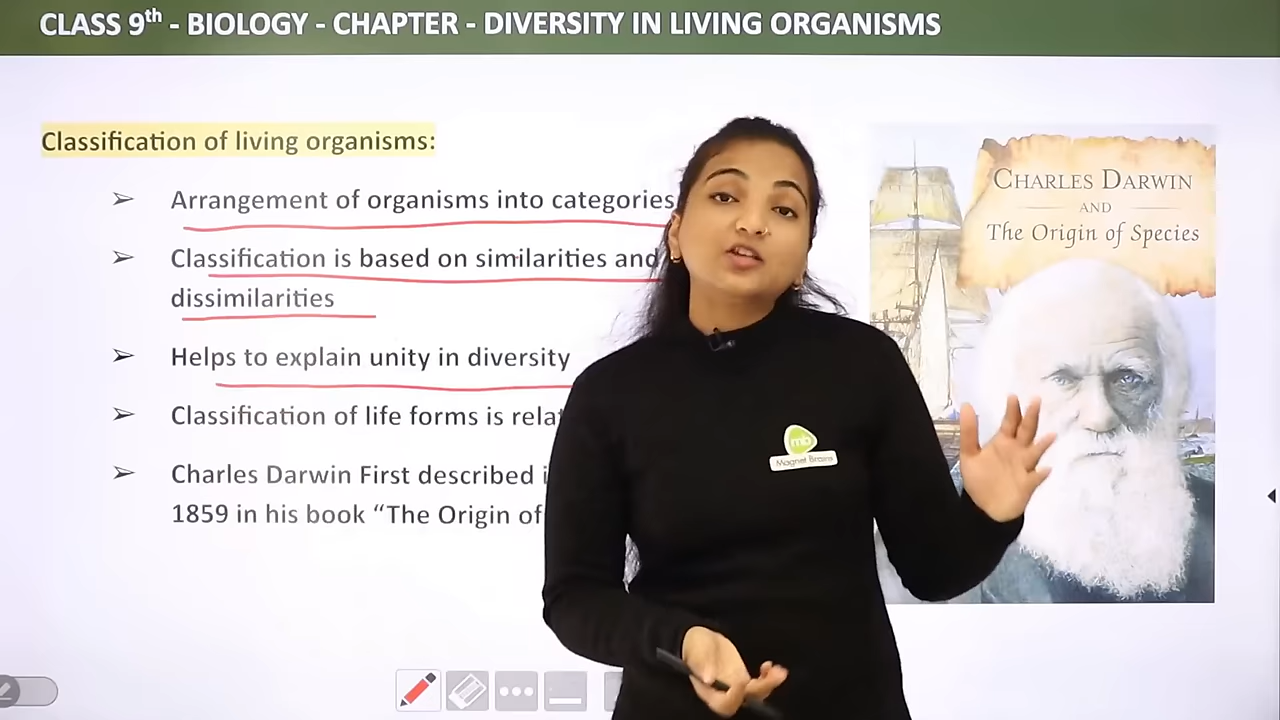 CLASS 9th - BIOLOGY - CHAPTER - DIVERSITY IN LIVING ORGANISMS
Classification of living organisms:
➢ Arrangement of organisms into categories
➢ Classification is based on similarities and
dissimilarities
➢ Helps to explain unity in diversity
➢ Classification of life forms is
➢ Charles Darwin First described
1859 in his book “The Origin of
CHARLES DARWIN
AND
The Origin of Species
mb
Magnet Brains